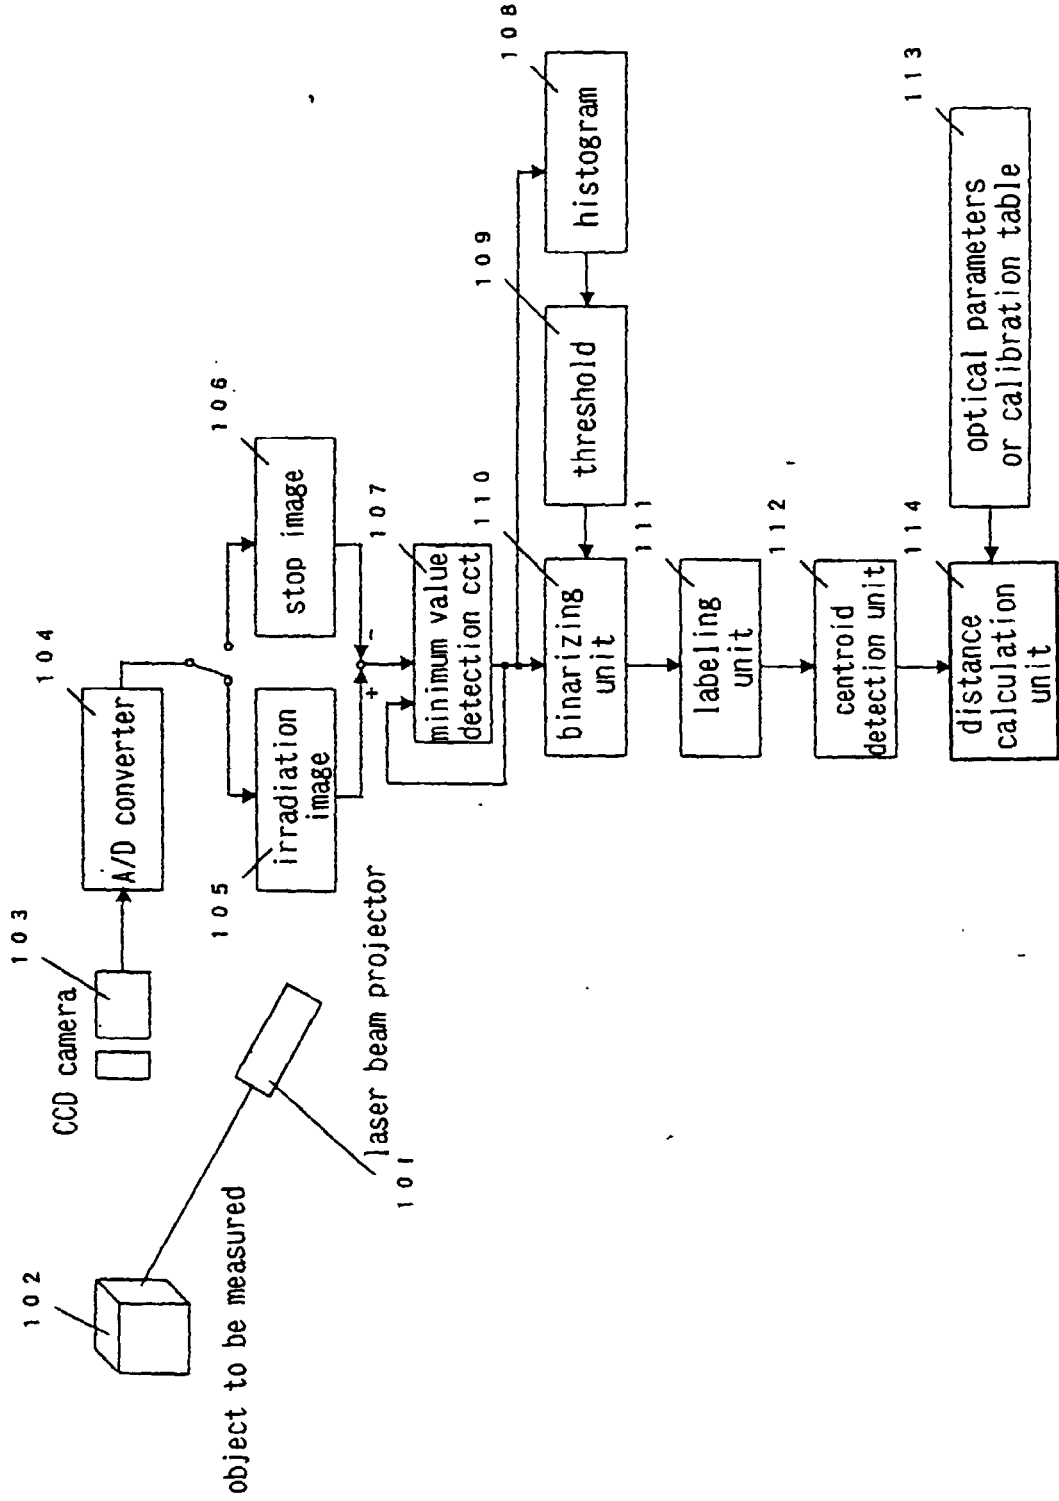 102
object to be measured
CCD camera
103
101
laser beam projector
104
A/D converter
105
irradiation
image
106
stop image
+
-
107
minimum value
detection cct
108
histogram
109
threshold
110
binarizing
unit
111
labeling
unit
112
centroid
detection unit
113
optical parameters
or calibration table
114
distance
calculation
unit